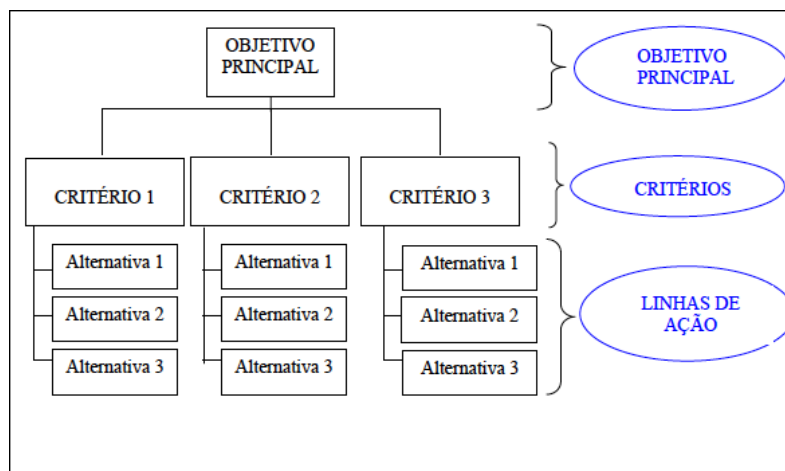 OBJETIVO
PRINCIPAL
OBJETIVO
PRINCIPAL
CRITÉRIO 1
CRITÉRIO 2
CRITÉRIO 3
CRITÉRIOS
Alternativa 1
Alternativa 1
Alternativa 1
Alternativa 2
Alternativa 2
Alternativa 2
LINHAS DE
AÇÃO
Alternativa 3
Alternativa 3
Alternativa 3